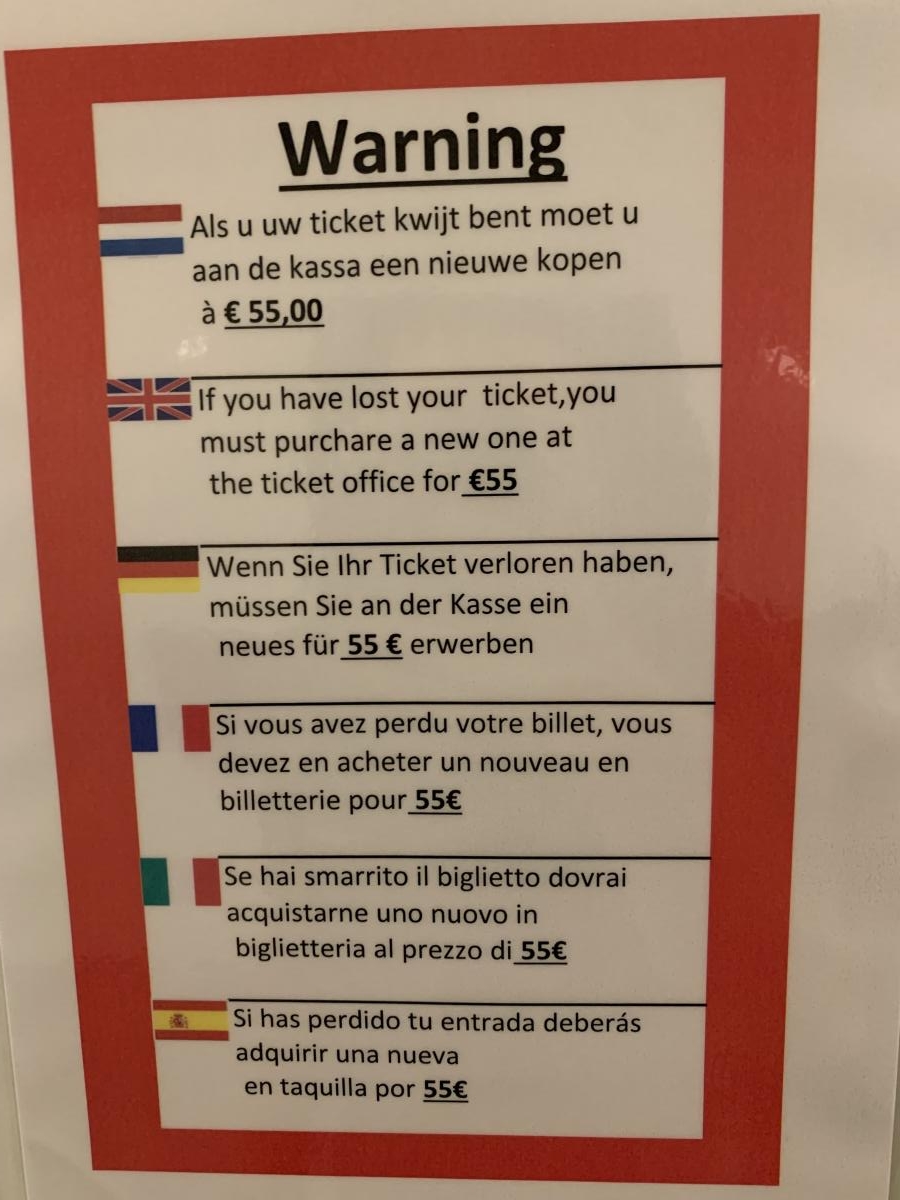 Warning
Als u uw ticket kwijt bent moet u
aan de kassa een nieuwe kopen
à € 55,00
If you have lost your ticket,you
must purchare a new one at
the ticket office for €55
Wenn Sie Ihr Ticket verloren haben,
müssen Sie an der Kasse ein
neues für 55 € erwerben
Si vous avez perdu votre billet, vous
devez en acheter un nouveau en
billetterie pour 55€
Se hai smarrito il biglietto dovrai
acquistarne uno nuovo in
biglietteria al prezzo di 55€
Si has perdido tu entrada deberás
adquirir una nueva
en taquilla por 55€